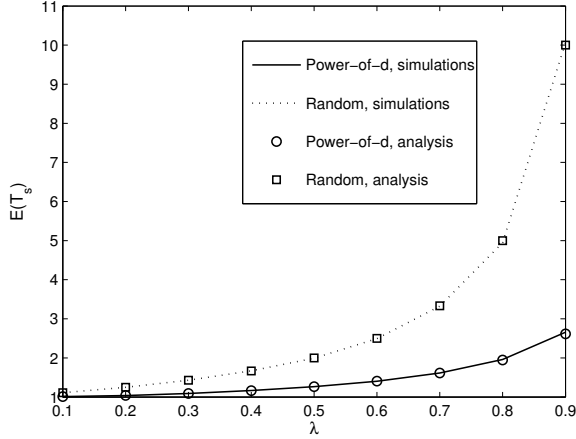 11
10
9
8
7
6
5
4
3
2
1
E(T_s)
Power-of-d, simulations
Random, simulations
Power-of-d, analysis
Random, analysis
0.1 0.2 0.3 0.4 0.5 0.6 0.7 0.8 0.9
λ